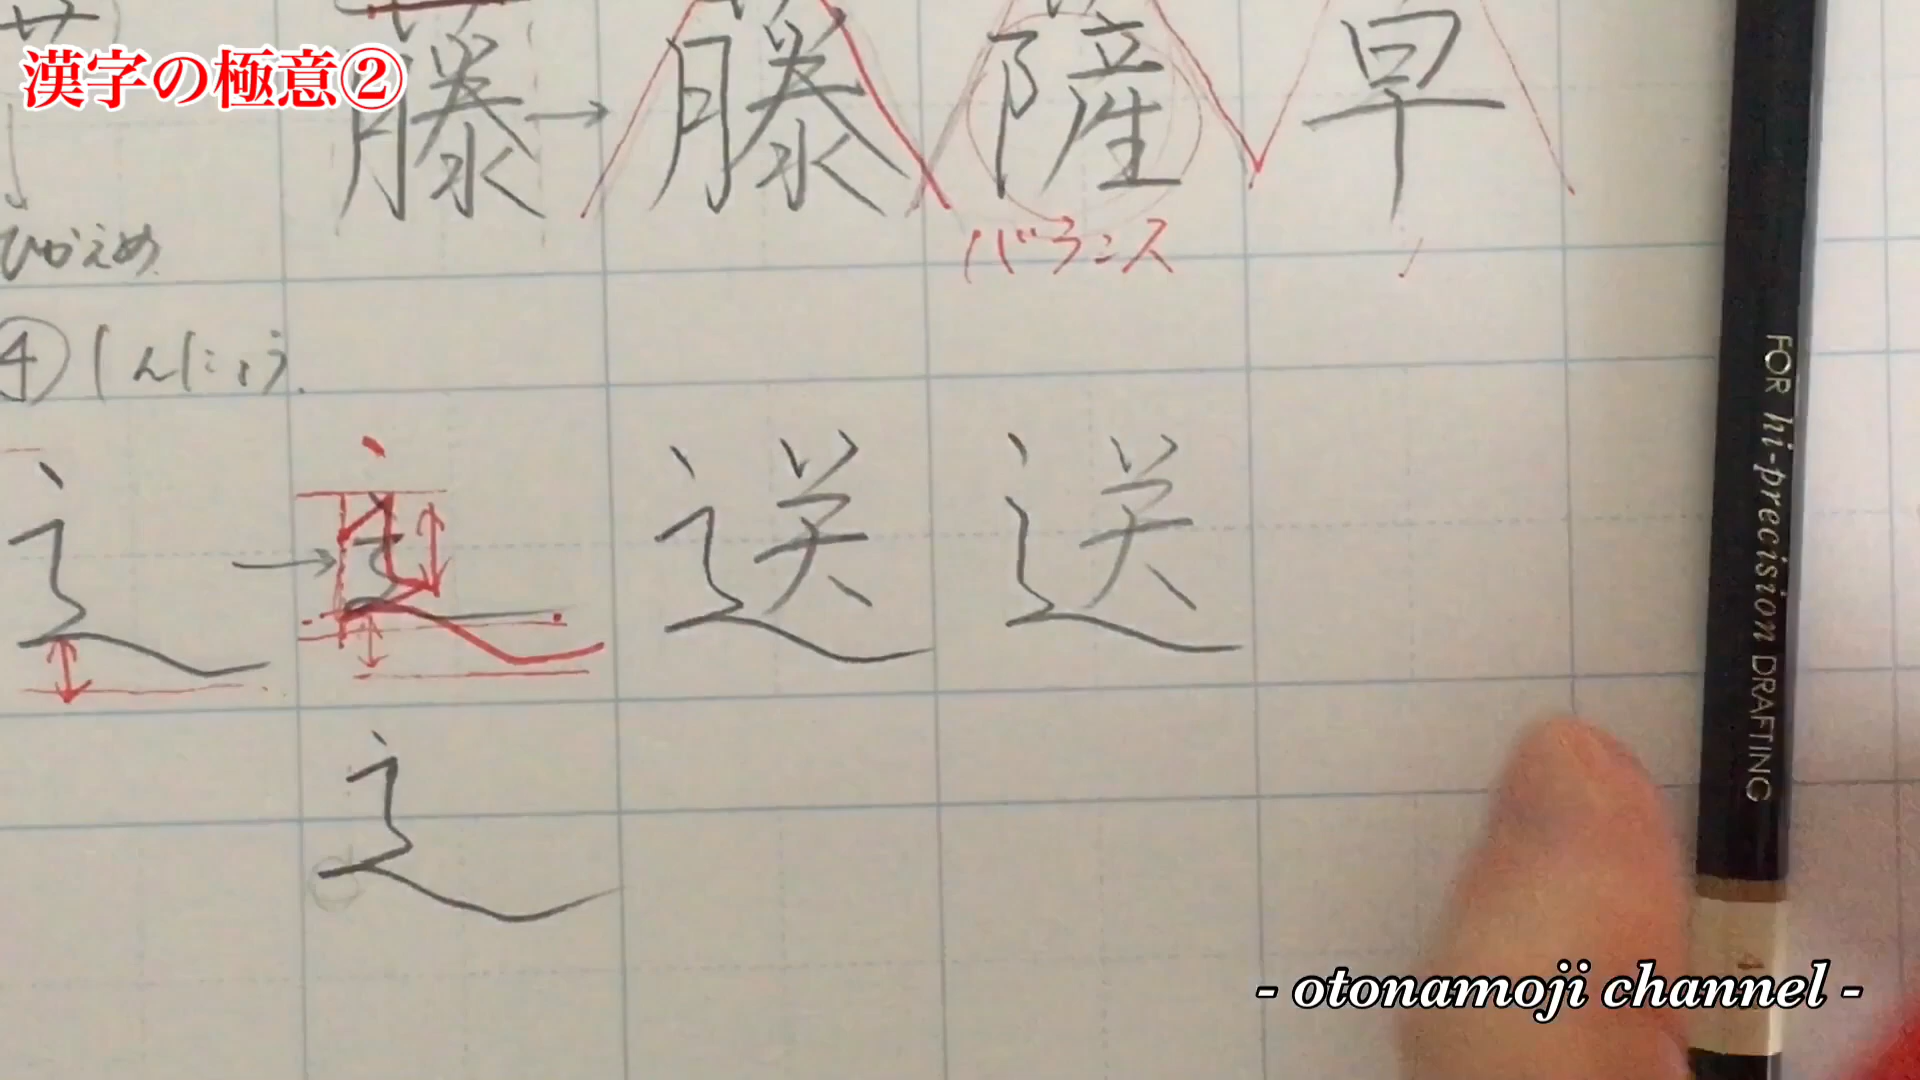 漢字の極意②
藤→藤 薩 草
ひかえめ
バランス
④しんにょう
辶→辶 送 送
辶
FOR hi-precision DRAFTING
- otonamoji channel -